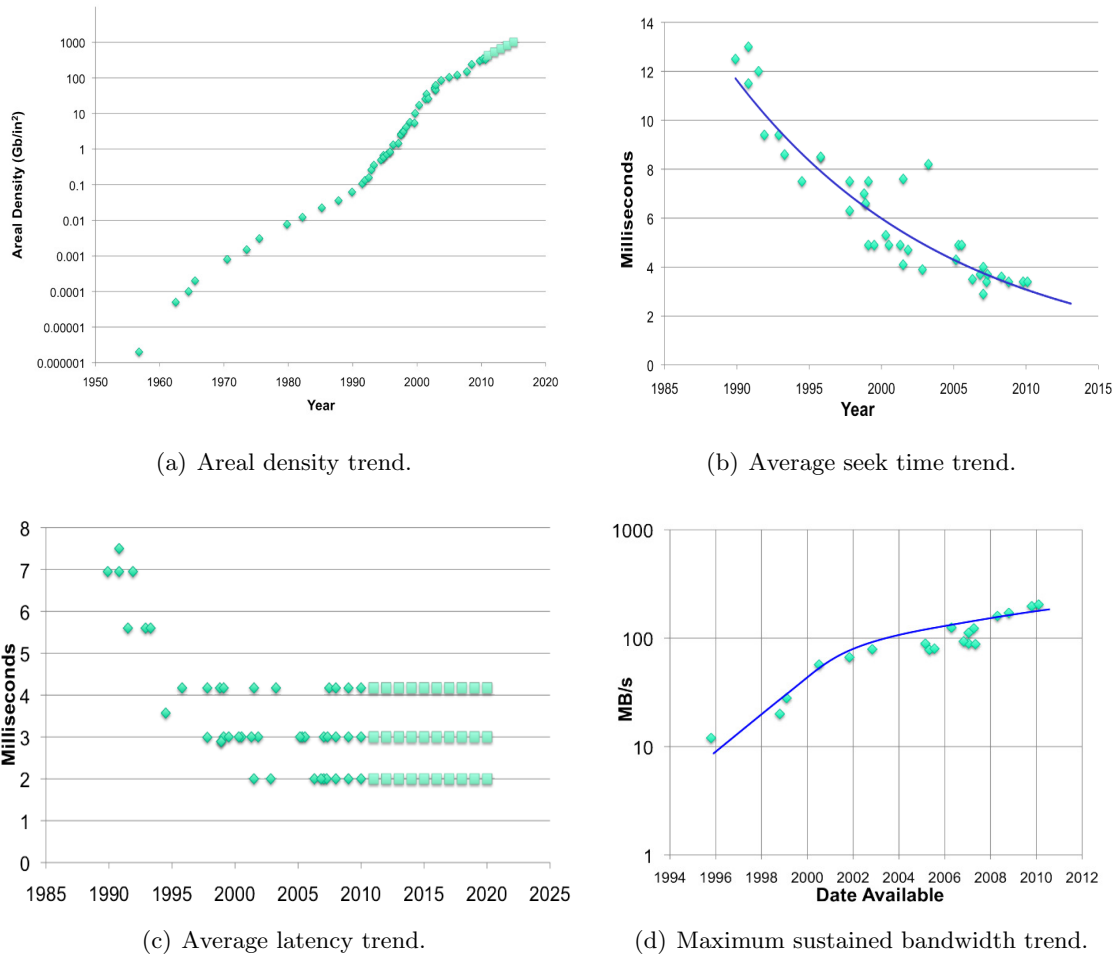 1000
100
10
1
0.1
0.01
0.001
0.0001
0.00001
0.000001
Areal Density (Gb/in²)
1950 1960 1970 1980 1990 2000 2010 2020
Year
(a) Areal density trend.
14
12
10
8
6
4
2
0
Milliseconds
1985 1990 1995 2000 2005 2010 2015
Year
(b) Average seek time trend.
8
7
6
5
4
3
2
1
0
Milliseconds
1985 1990 1995 2000 2005 2010 2015 2020 2025
(c) Average latency trend.
1000
100
10
1
MB/s
1994 1996 1998 2000 2002 2004 2006 2008 2010 2012
Date Available
(d) Maximum sustained bandwidth trend.